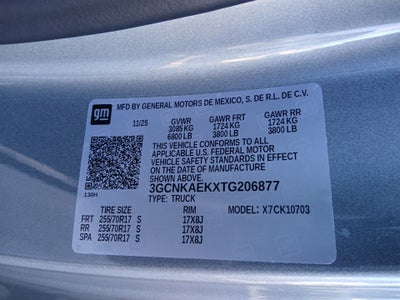 gm
MFD BY GENERAL MOTORS DE MEXICO, S. DE R.L. DE C.V.
11/25 GVWR GAWR FRT GAWR RR
3085KG 1724 KG 1724 KG
6800 LB 3800 LB 3800 LB
THIS VEHICLE CONFORMS TO ALL
APPLICABLE U.S. FEDERAL MOTOR
VEHICLE SAFETY STANDARDS IN EFFECT
ON THE DATE OF MANUFACTURE
SHOWN ABOVE.
13GH
3GCNKAEKXTG206877
TYPE: TRUCK
TIRE SIZE RIM MODEL: X7CK10703
FRT 255/70R17 S 17X8J
RR 255/70R17 S 17X8J
SPA 255/70R17 S 17X8J